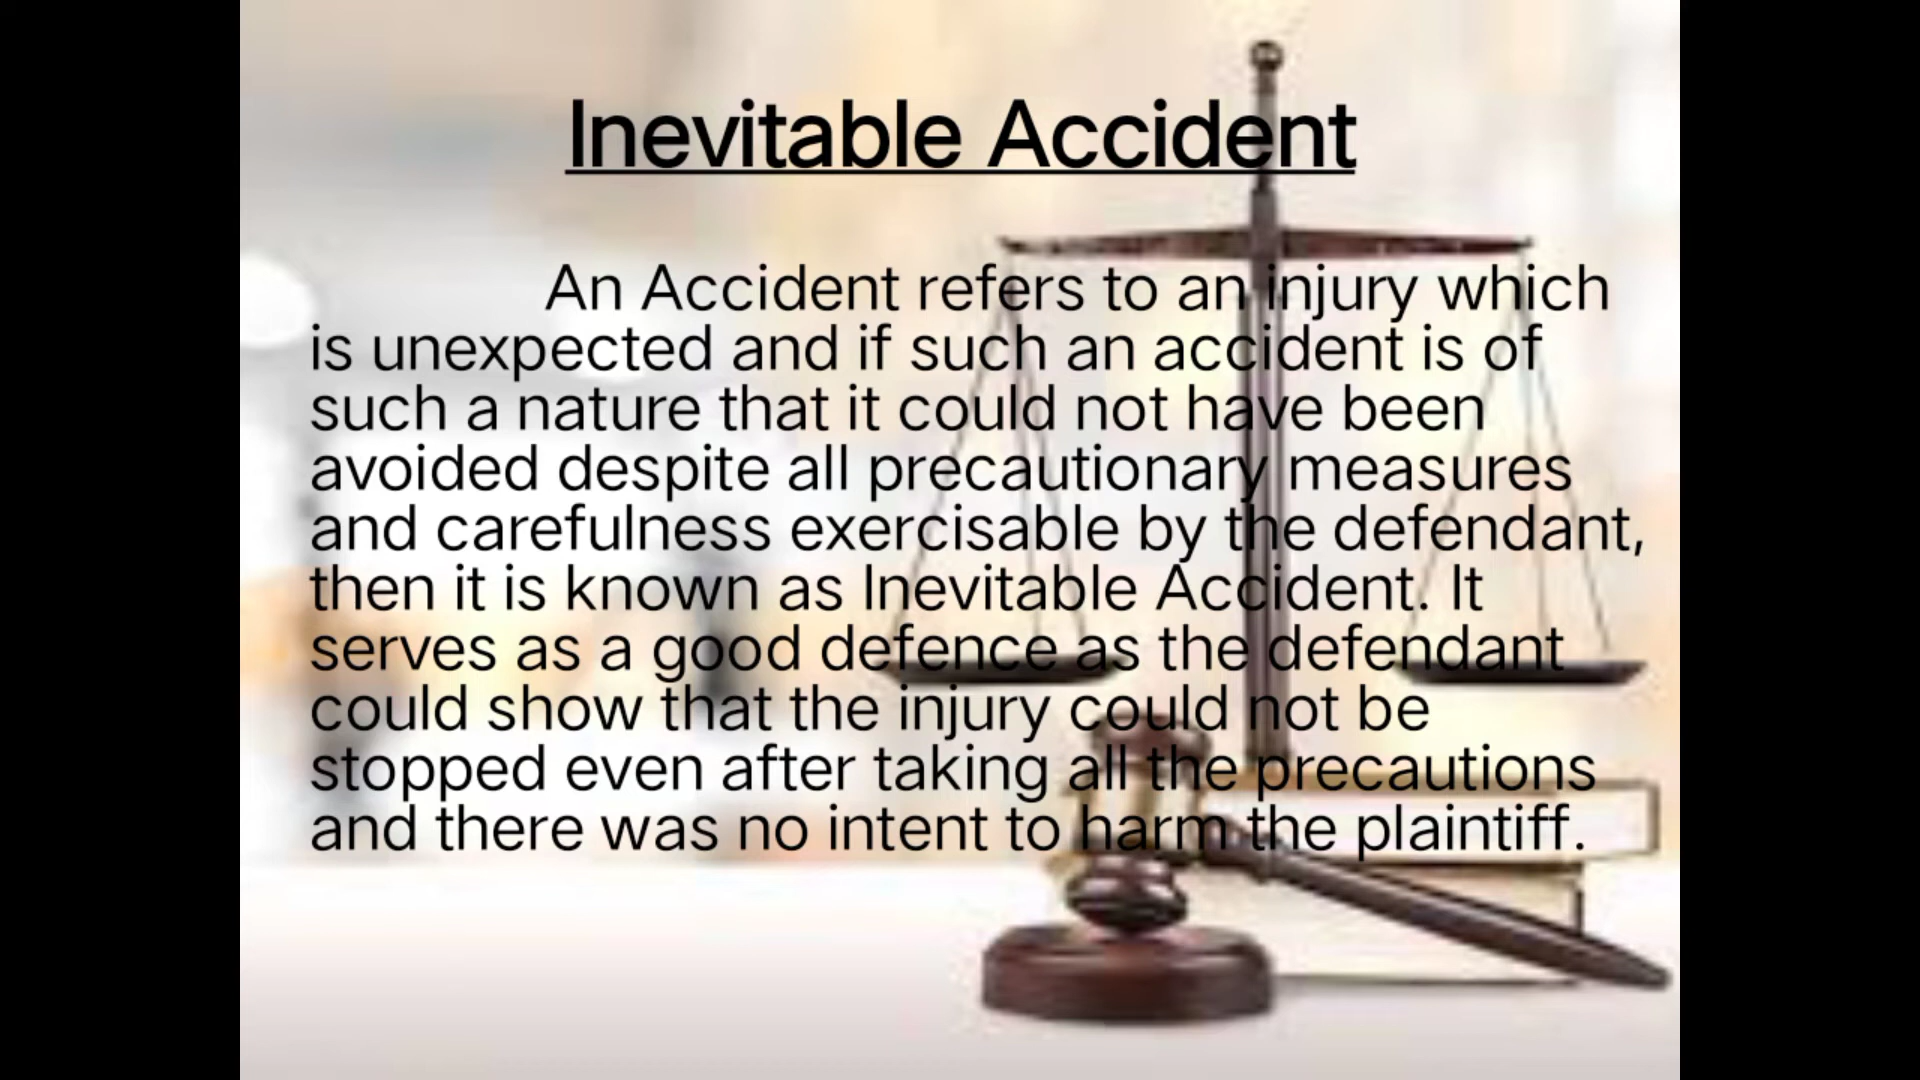 Inevitable Accident
An Accident refers to an injury which
is unexpected and if such an accident is of
such a nature that it could not have been
avoided despite all precautionary measures
and carefulness exercisable by the defendant,
then it is known as Inevitable Accident. It
serves as a good defence as the defendant
could show that the injury could not be
stopped even after taking all the precautions
and there was no intent to harm the plaintiff.